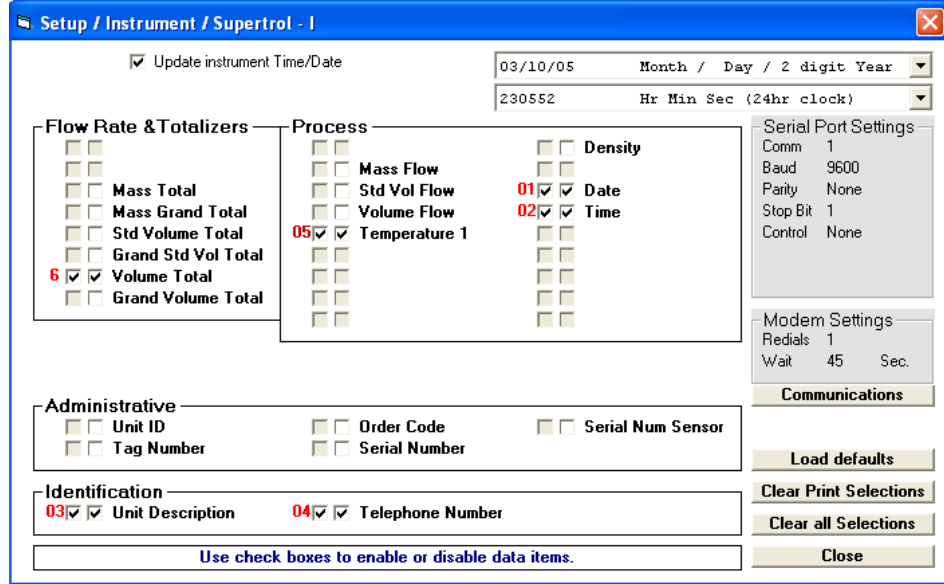 Setup / Instrument / Supertrol - I
Update instrument Time/Date
03/10/05 Month / Day / 2 digit Year
230552 Hr Min Sec (24hr clock)
Flow Rate &Totalizers
Mass Total
Mass Grand Total
Std Volume Total
Grand Std Vol Total
6 Volume Total
Grand Volume Total
Process
Mass Flow
Std Vol Flow
Volume Flow
05 Temperature 1
Density
01 Date
02 Time
Serial Port Settings
Comm 1
Baud 9600
Parity None
Stop Bit 1
Control None
Modem Settings
Redials 1
Wait 45 Sec.
Communications
Administrative
Unit ID
Tag Number
Order Code
Serial Number
Serial Num Sensor
Load defaults
Clear Print Selections
Clear all Selections
Close
Identification
03 Unit Description
04 Telephone Number
Use check boxes to enable or disable data items.